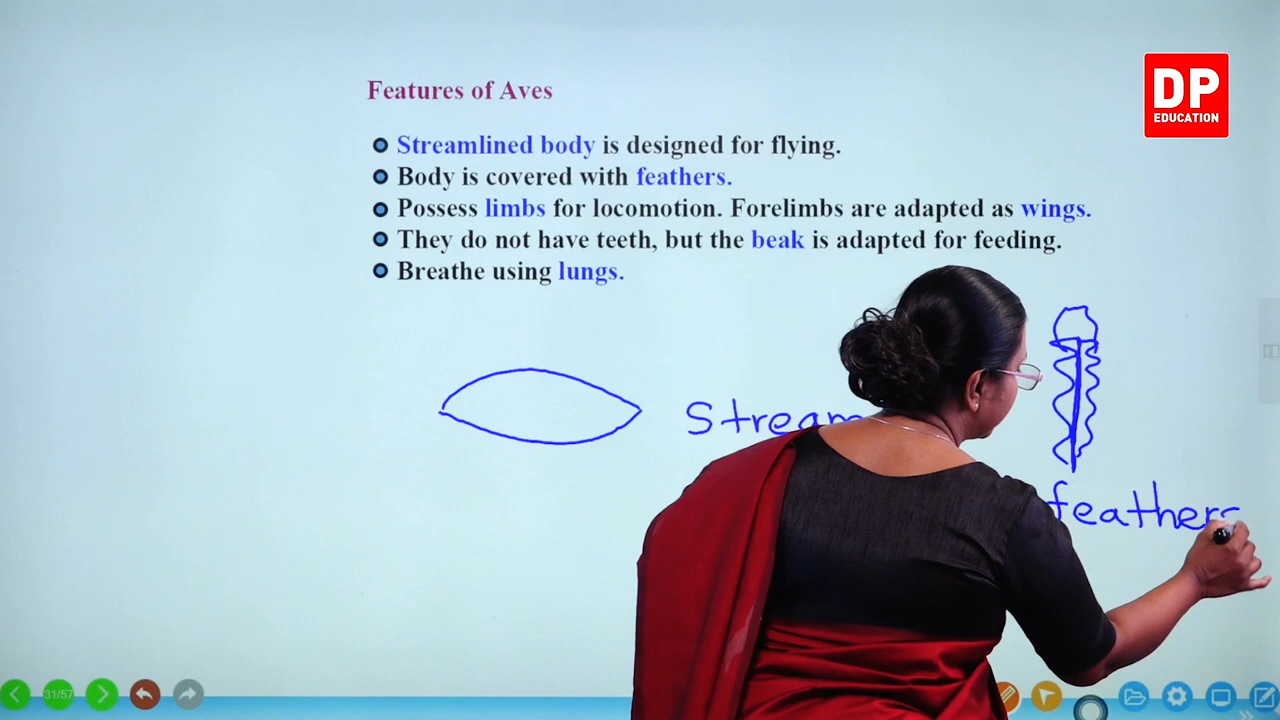 DP
EDUCATION
Features of Aves
Streamlined body is designed for flying.
Body is covered with feathers.
Possess limbs for locomotion. Forelimbs are adapted as wings.
They do not have teeth, but the beak is adapted for feeding.
Breathe using lungs.
Stream
feathers
31/57